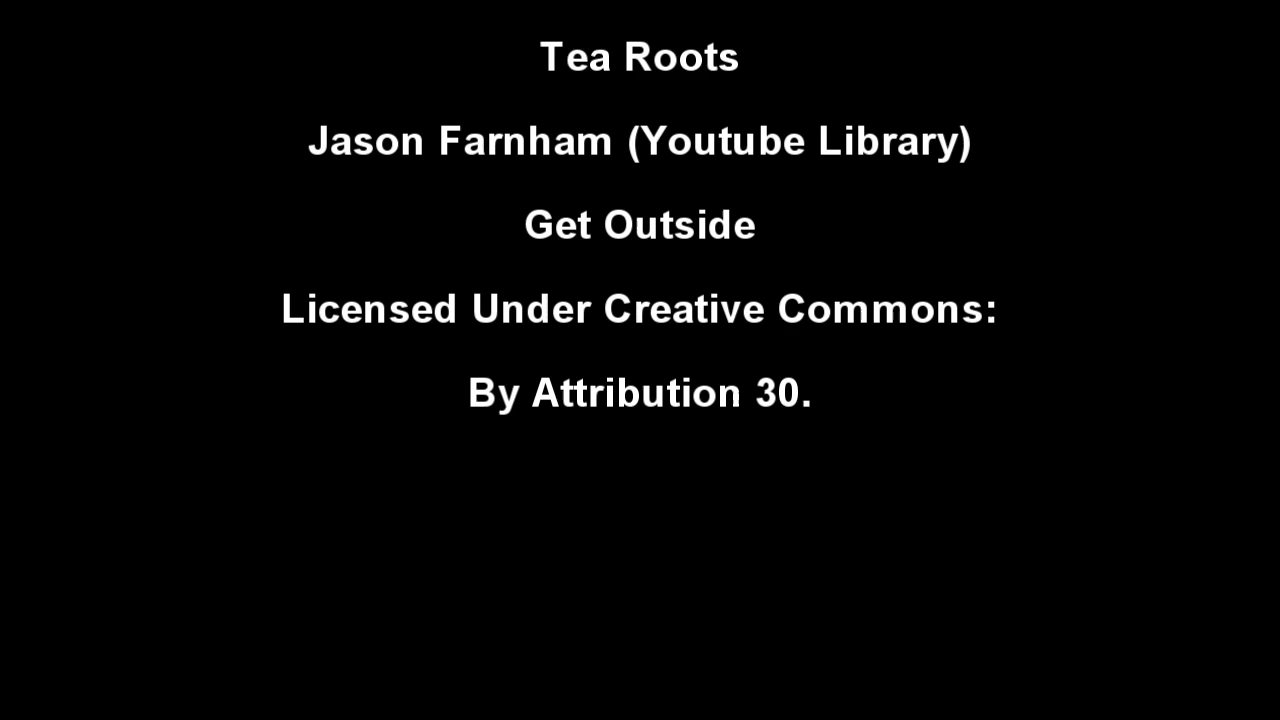 Tea Roots
Jason Farnham (Youtube Library)
Get Outside
Licensed Under Creative Commons:
By Attribution 30.